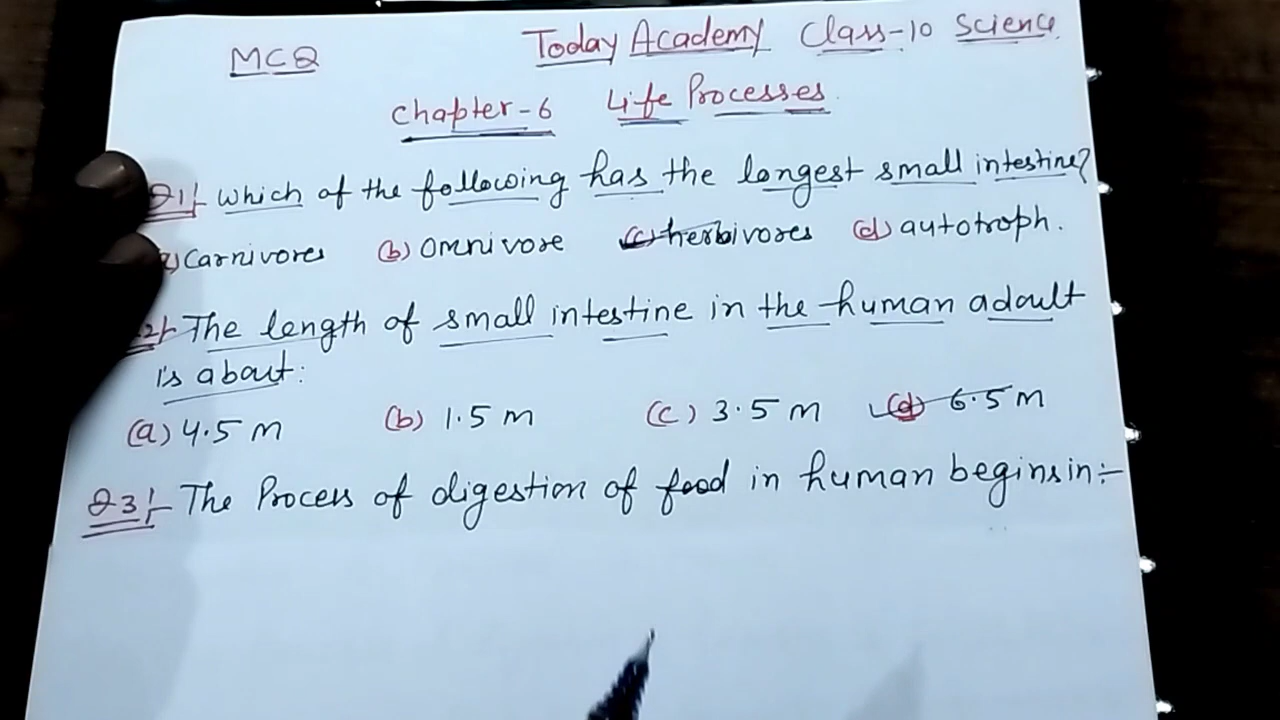 MCQ Today Academy Class-10 Science
Chapter-6 Life Processes
Q1:- Which of the following has the longest small intestine?
a) Carnivores (b) Omnivore (c) herbivores (d) autotroph.
2:- The length of small intestine in the human adoult
is about:
(a) 4.5 m (b) 1.5 m (c) 3.5 m (d) 6.5 m
Q3:- The Process of digestion of food in human begins in:-